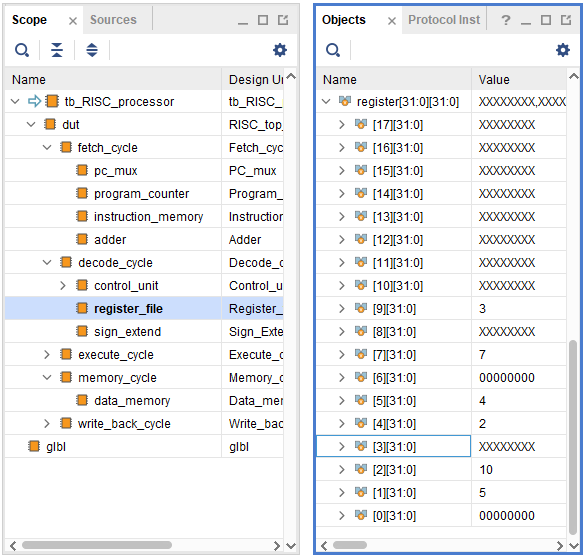 Scope
Sources
Name
Design Ur
tb_RISC_processor
tb_RISC_
dut
RISC_top_
fetch_cycle
Fetch_cyc
pc_mux
PC_mux
program_counter
Program_
instruction_memory
Instruction
adder
Adder
decode_cycle
Decode_c
control_unit
Control_u
register_file
Register_
sign_extend
Sign_Exte
execute_cycle
Execute_c
memory_cycle
Memory_c
data_memory
Data_mem
write_back_cycle
Write_bac
glbl
glbl
Objects
Protocol Inst
Name
Value
register[31:0][31:0]
XXXXXXXX,XXXX
[17][31:0]
XXXXXXXX
[16][31:0]
XXXXXXXX
[15][31:0]
XXXXXXXX
[14][31:0]
XXXXXXXX
[13][31:0]
XXXXXXXX
[12][31:0]
XXXXXXXX
[11][31:0]
XXXXXXXX
[10][31:0]
XXXXXXXX
[9][31:0]
3
[8][31:0]
XXXXXXXX
[7][31:0]
7
[6][31:0]
00000000
[5][31:0]
4
[4][31:0]
2
[3][31:0]
XXXXXXXX
[2][31:0]
10
[1][31:0]
5
[0][31:0]
00000000